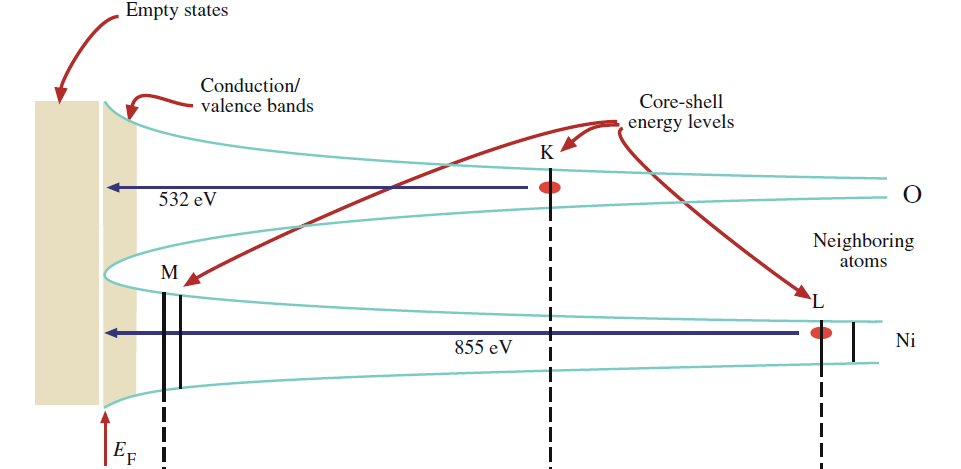 Empty states
Conduction/
valence bands
Core-shell
energy levels
K
532 eV
O
Neighboring
atoms
M
L
855 eV
Ni
EF